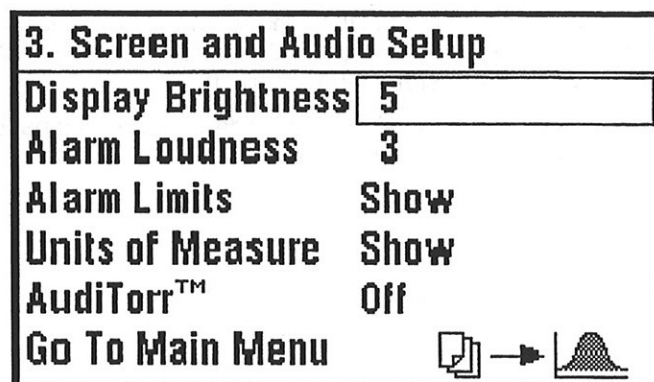 3. Screen and Audio Setup
Display Brightness 5
Alarm Loudness 3
Alarm Limits Show
Units of Measure Show
AudiTorr™ Off
Go To Main Menu